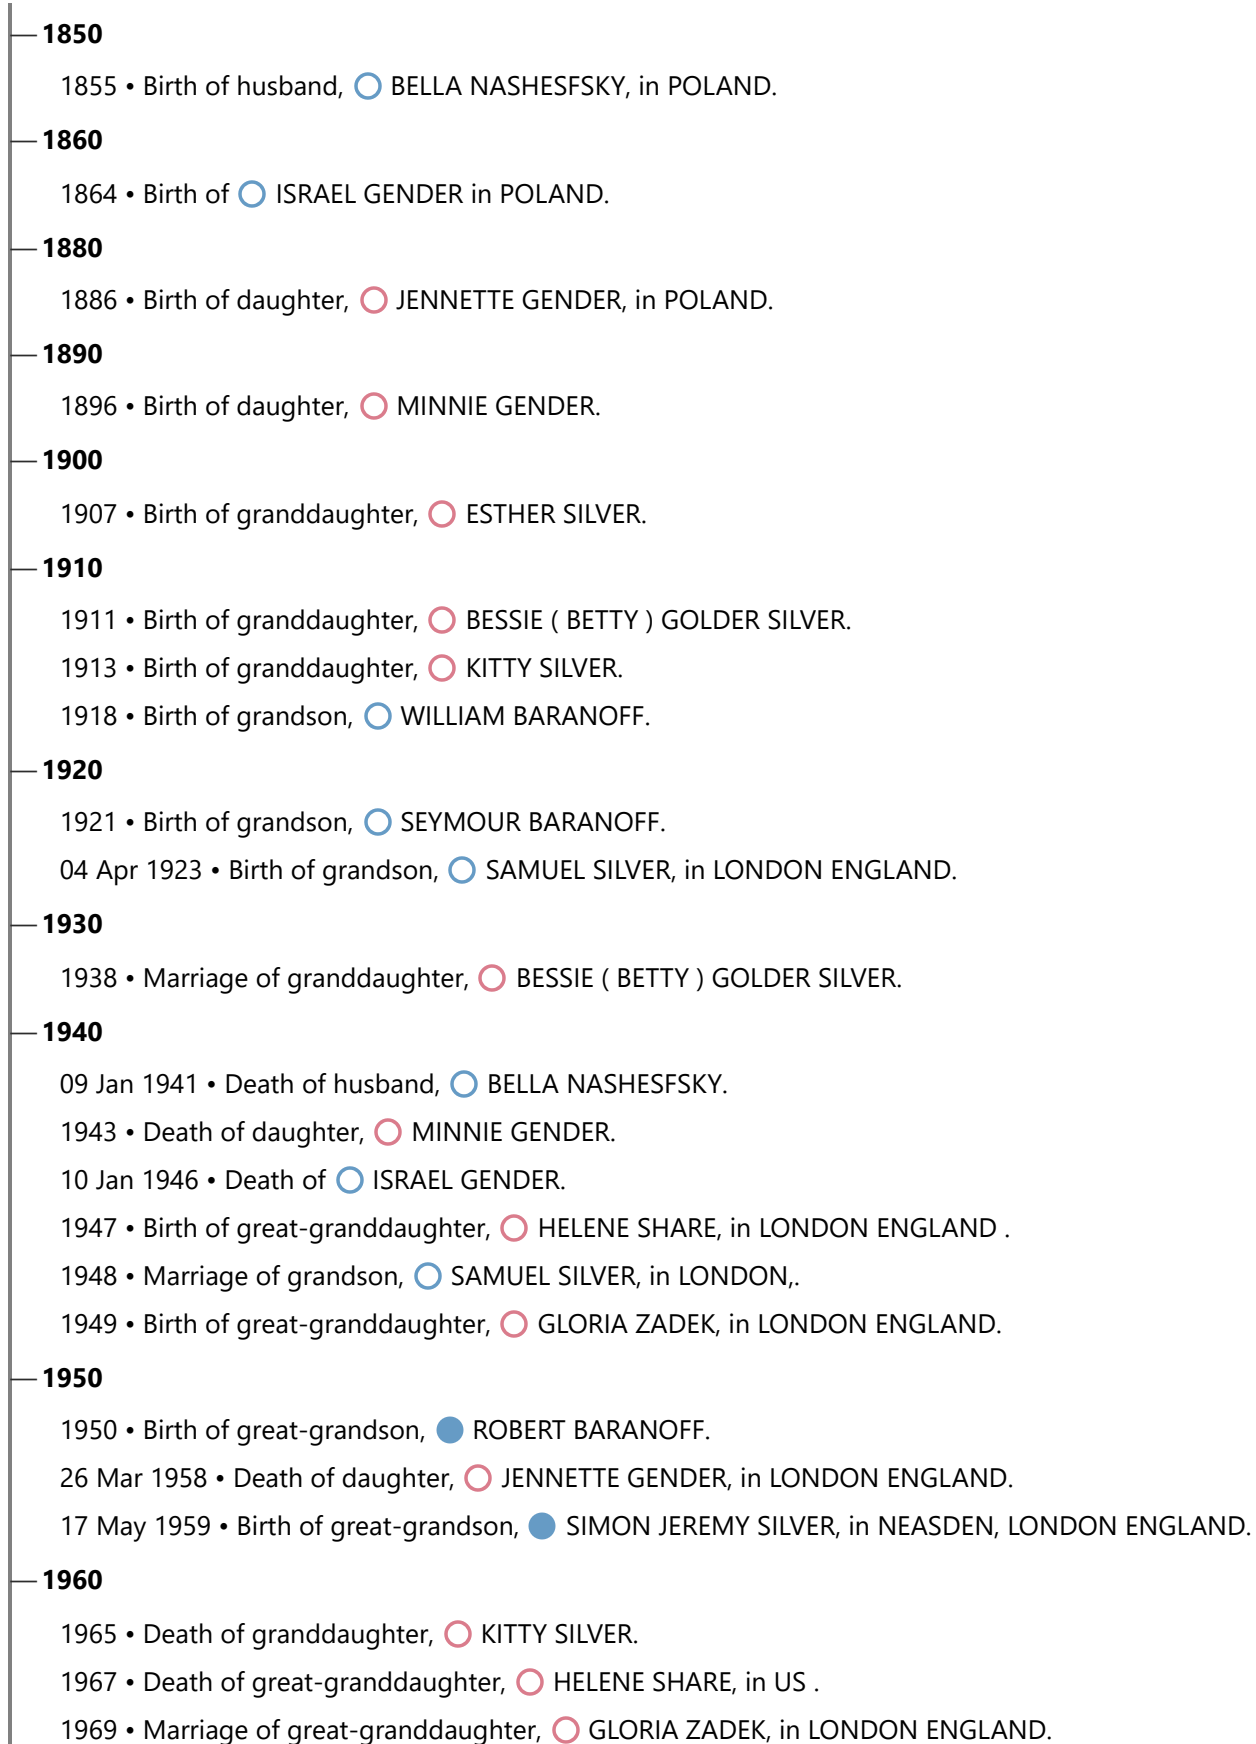 1850
1855 • Birth of husband, BELLA NASHESFSKY, in POLAND.
1860
1864 • Birth of ISRAEL GENDER in POLAND.
1880
1886 • Birth of daughter, JENNETTE GENDER, in POLAND.
1890
1896 • Birth of daughter, MINNIE GENDER.
1900
1907 • Birth of granddaughter, ESTHER SILVER.
1910
1911 • Birth of granddaughter, BESSIE ( BETTY ) GOLDER SILVER.
1913 • Birth of granddaughter, KITTY SILVER.
1918 • Birth of grandson, WILLIAM BARANOFF.
1920
1921 • Birth of grandson, SEYMOUR BARANOFF.
04 Apr 1923 • Birth of grandson, SAMUEL SILVER, in LONDON ENGLAND.
1930
1938 • Marriage of granddaughter, BESSIE ( BETTY ) GOLDER SILVER.
1940
09 Jan 1941 • Death of husband, BELLA NASHESFSKY.
1943 • Death of daughter, MINNIE GENDER.
10 Jan 1946 • Death of ISRAEL GENDER.
1947 • Birth of great-granddaughter, HELENE SHARE, in LONDON ENGLAND .
1948 • Marriage of grandson, SAMUEL SILVER, in LONDON,.
1949 • Birth of great-granddaughter, GLORIA ZADEK, in LONDON ENGLAND.
1950
1950 • Birth of great-grandson, ROBERT BARANOFF.
26 Mar 1958 • Death of daughter, JENNETTE GENDER, in LONDON ENGLAND.
17 May 1959 • Birth of great-grandson, SIMON JEREMY SILVER, in NEASDEN, LONDON ENGLAND.
1960
1965 • Death of granddaughter, KITTY SILVER.
1967 • Death of great-granddaughter, HELENE SHARE, in US .
1969 • Marriage of great-granddaughter, GLORIA ZADEK, in LONDON ENGLAND.